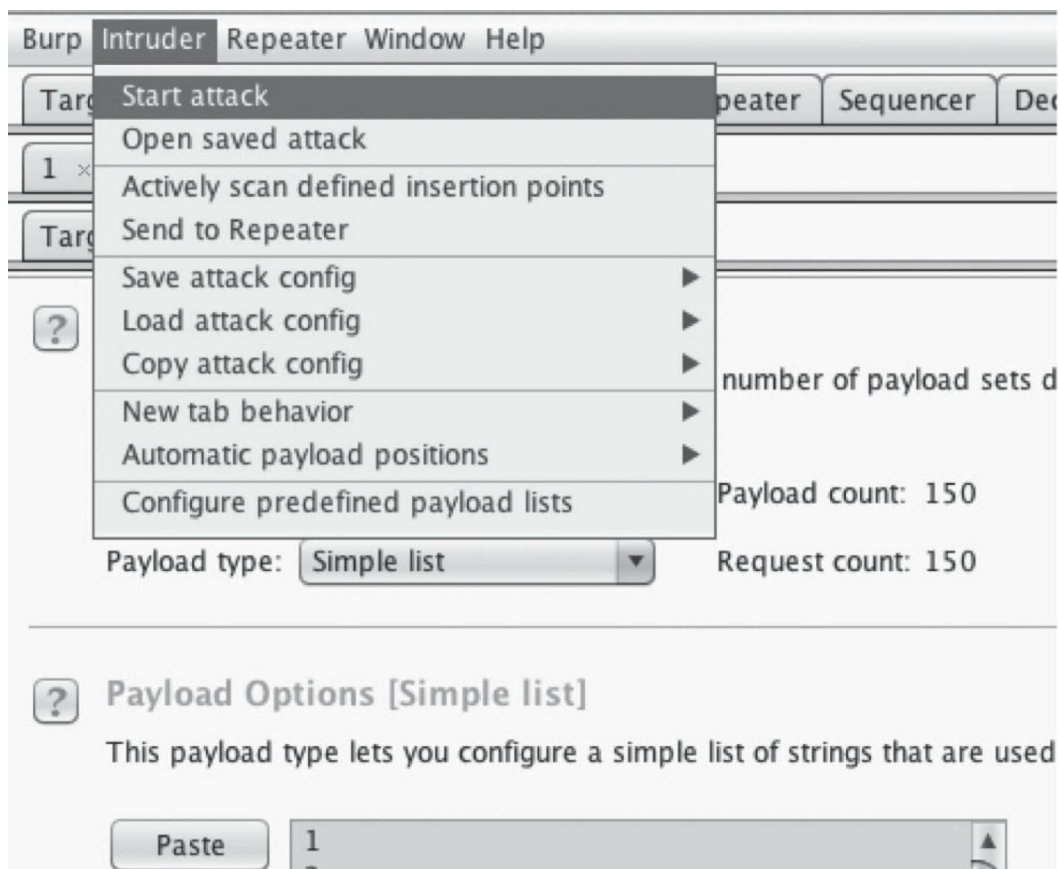 Burp Intruder Repeater Window Help
Start attack
peater Sequencer
Open saved attack
1 ×
Actively scan defined insertion points
Send to Repeater
Save attack config
? Load attack config
Copy attack config
number of payload sets d
New tab behavior
Automatic payload positions
Configure predefined payload lists
Payload count: 150
Payload type: Simple list
Request count: 150
? Payload Options [Simple list]
This payload type lets you configure a simple list of strings that are used
Paste
1